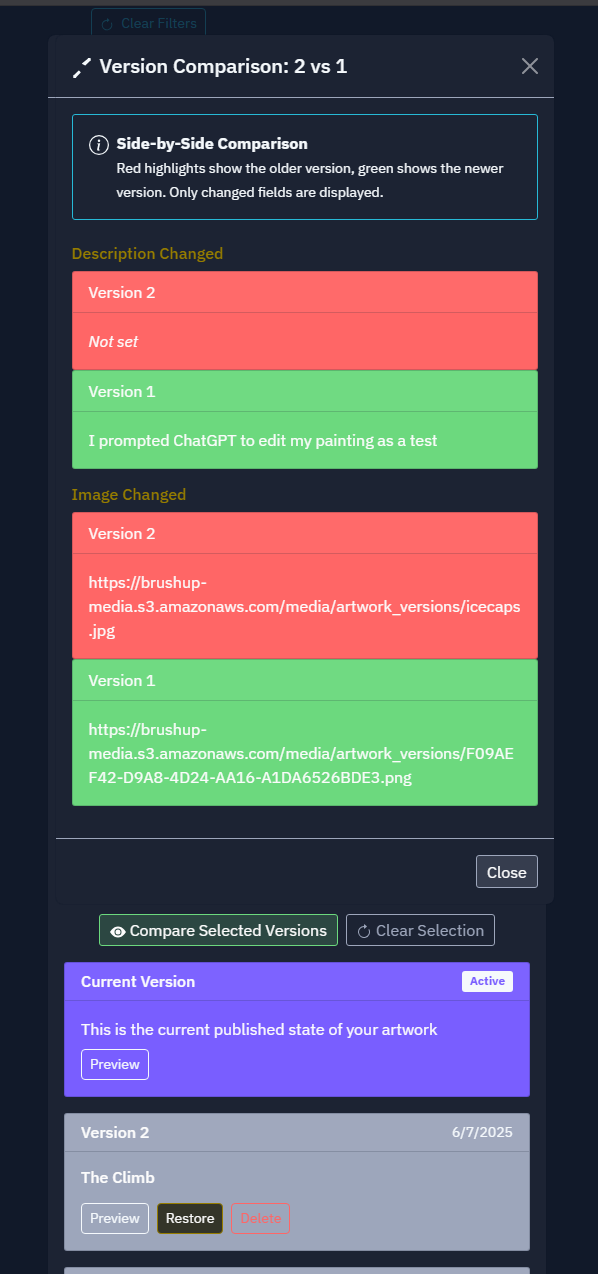 Clear Filters
Version Comparison: 2 vs 1
Side-by-Side Comparison
Red highlights show the older version, green shows the newer
version. Only changed fields are displayed.
Description Changed
Version 2
Not set
Version 1
I prompted ChatGPT to edit my painting as a test
Image Changed
Version 2
https://brushup-
media.s3.amazonaws.com/media/artwork_versions/icecaps
.jpg
Version 1
https://brushup-
media.s3.amazonaws.com/media/artwork_versions/F09AE
F42-D9A8-4D24-AA16-A1DA6526BDE3.png
Close
Compare Selected Versions
Clear Selection
Current Version
Active
This is the current published state of your artwork
Preview
Version 2
6/7/2025
The Climb
Preview
Restore
Delete